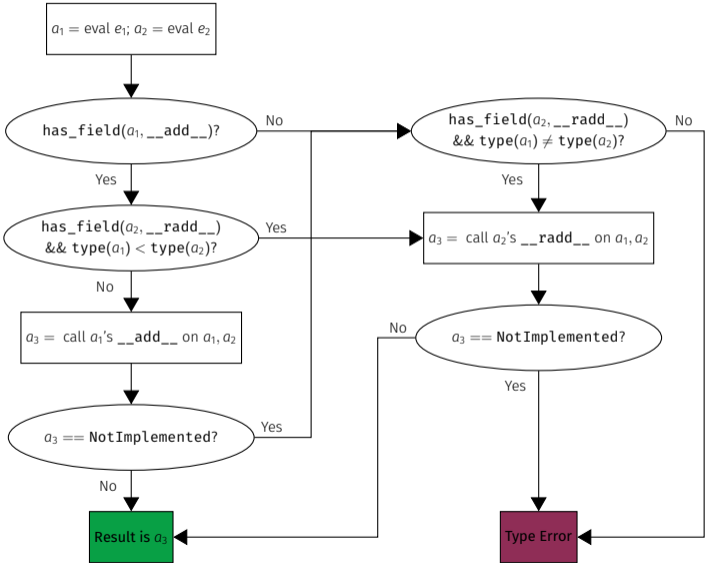 a₁ = eval e₁; a₂ = eval e₂
has_field(a₁, __add__)?
No
has_field(a₂, __radd__)
&& type(a₁) ≠ type(a₂)?
No
Yes
Yes
has_field(a₂, __radd__)
&& type(a₁) < type(a₂)?
Yes
a₃ = call a₂'s __radd__ on a₁, a₂
No
a₃ = call a₁'s __add__ on a₁, a₂
No
a₃ == NotImplemented?
Yes
a₃ == NotImplemented?
Yes
No
Result is a₃
Type Error